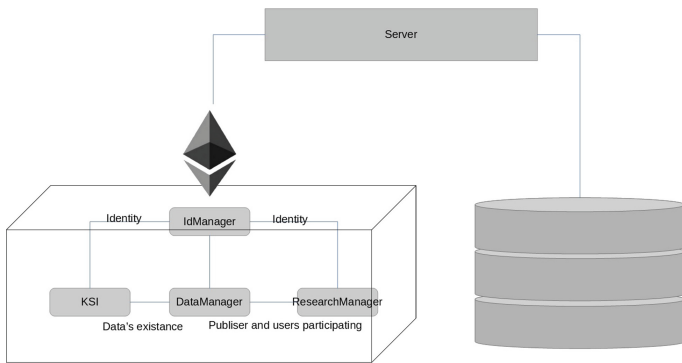 Server
Identity
IdManager
Identity
KSI
DataManager
ResearchManager
Data's existance
Publiser and users participating